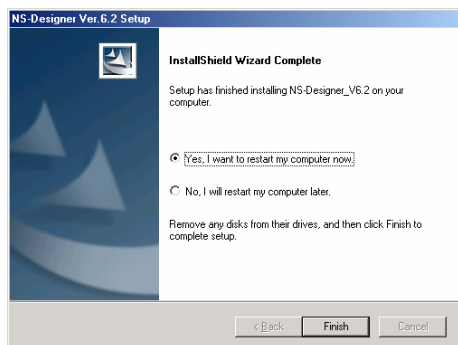 NS-Designer Ver.6.2 Setup
InstallShield Wizard Complete
Setup has finished installing NS-Designer_V6.2 on your
computer.
Yes, I want to restart my computer now.
No, I will restart my computer later.
Remove any disks from their drives, and then click Finish to
complete setup.
< Back
Finish
Cancel